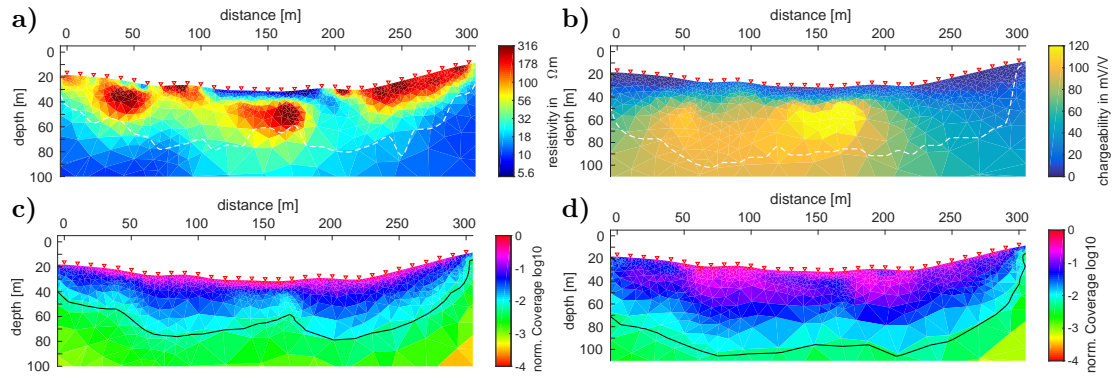 a)
distance [m]
0 50 100 150 200 250 300
depth [m]
0
20
40
60
80
100
316
178
100
56
32
18
10
5.6
resistivity in Ωm
b)
distance [m]
0 50 100 150 200 250 300
depth [m]
0
20
40
60
80
100
120
100
80
60
40
20
0
chargeability in mV/V
c)
distance [m]
0 50 100 150 200 250 300
depth [m]
0
20
40
60
80
100
0
-1
-2
-3
-4
norm. Coverage log10
d)
distance [m]
0 50 100 150 200 250 300
depth [m]
0
20
40
60
80
100
0
-1
-2
-3
-4
norm. Coverage log10